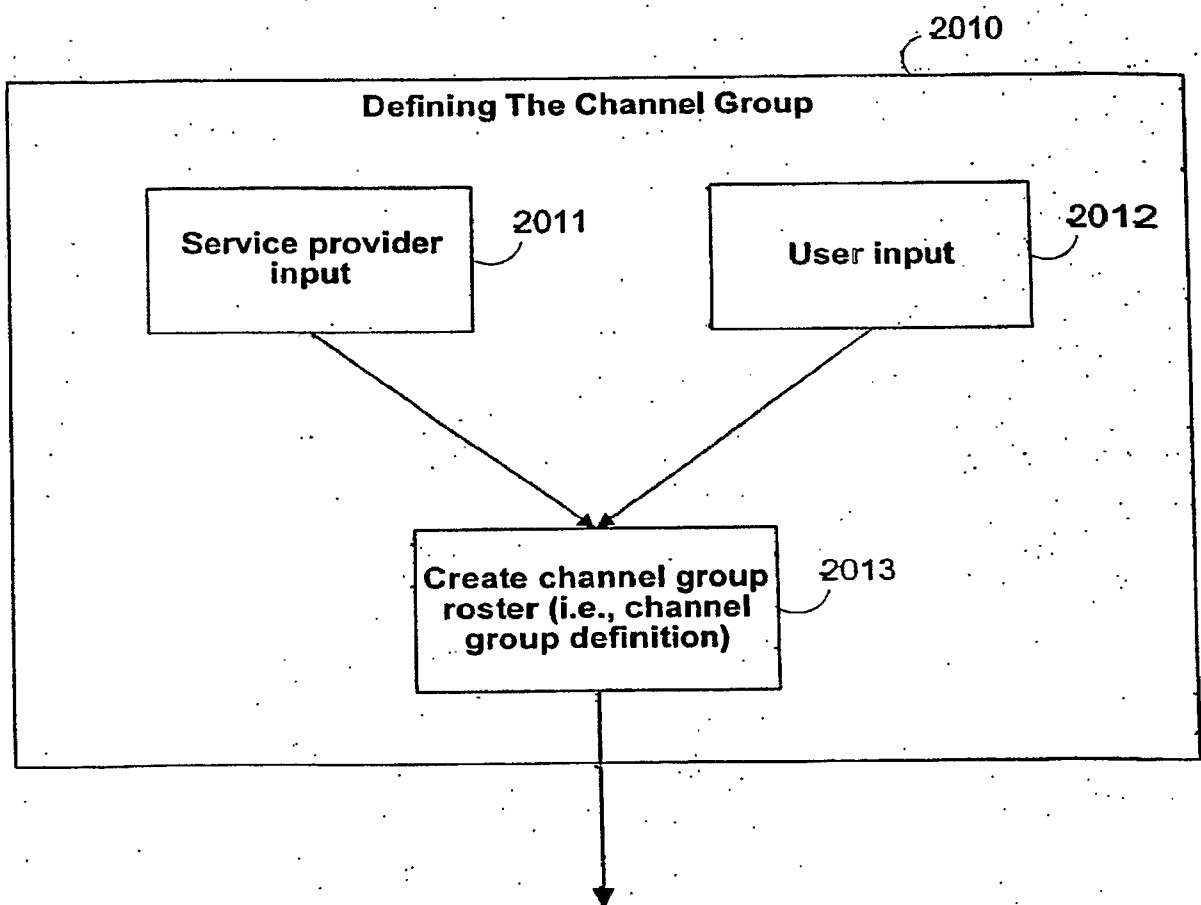 2010
Defining The Channel Group
Service provider
input
2011
User input
2012
Create channel group
roster (i.e., channel
group definition)
2013